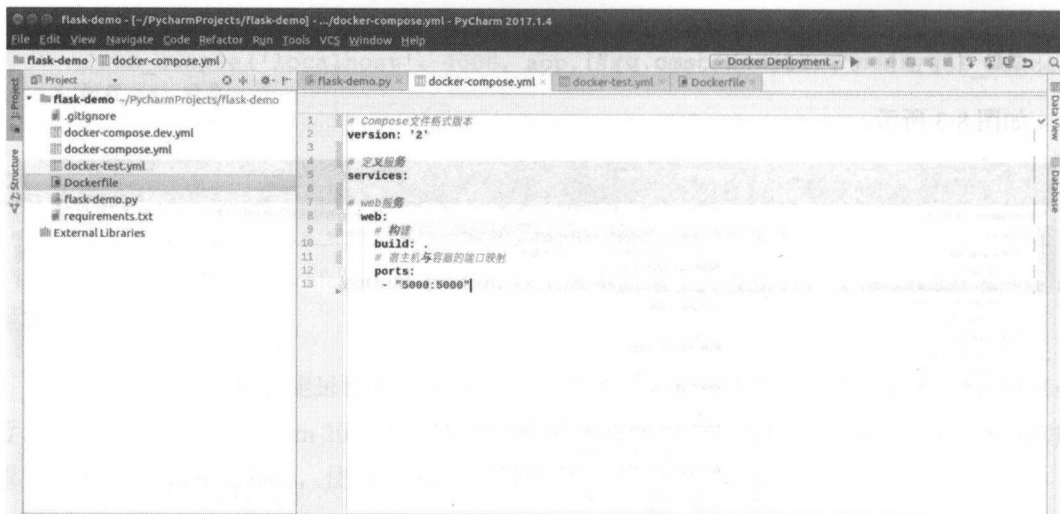 flask-demo - [~/PycharmProjects/flask-demo] - .../docker-compose.yml - PyCharm 2017.1.4
File Edit View Navigate Code Refactor Run Tools VCS Window Help
flask-demo docker-compose.yml
Docker Deployment
Project
flask-demo.py
docker-compose.yml
docker-test.yml
Dockerfile
1: Project
2: Structure
Data View
Database
flask-demo ~/PycharmProjects/flask-demo
.gitignore
docker-compose.dev.yml
docker-compose.yml
docker-test.yml
Dockerfile
flask-demo.py
requirements.txt
External Libraries
1 # Compose文件格式版本
2 version: '2'
3
4 # 定义服务
5 services:
6
7 # web服务
8 web:
9 # 构建
10 build: .
11 # 宿主机与容器的端口映射
12 ports:
13 - "5000:5000"